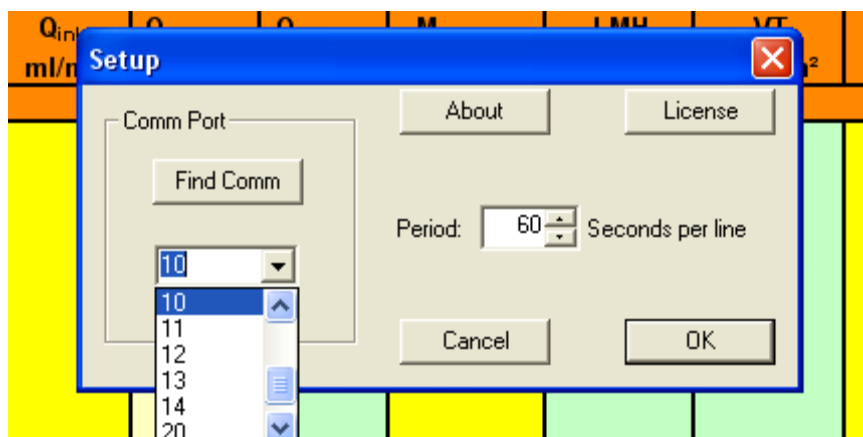 ml/n
Setup
Comm Port
About
License
Find Comm
Period:
60
Seconds per line
10
10
11
12
13
14
20
Cancel
OK